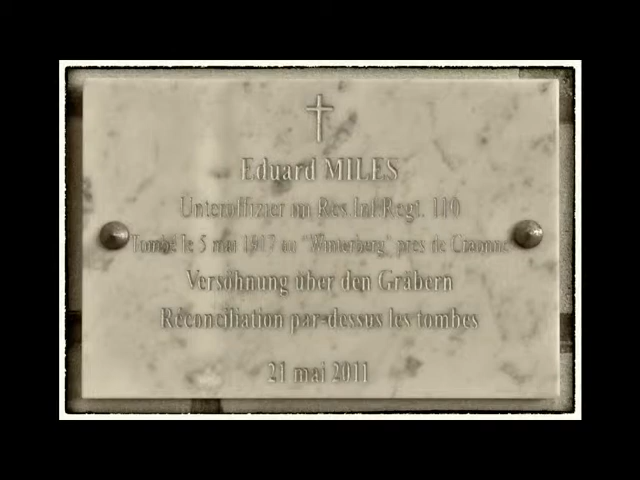 Eduard MILES
Unteroffizier im Res.Inf.Regt. 110
Tombé le 5 mai 1917 au "Winterberg" près de Craonne
Versöhnung über den Gräbern
Réconciliation par-dessus les tombes
21 mai 2011